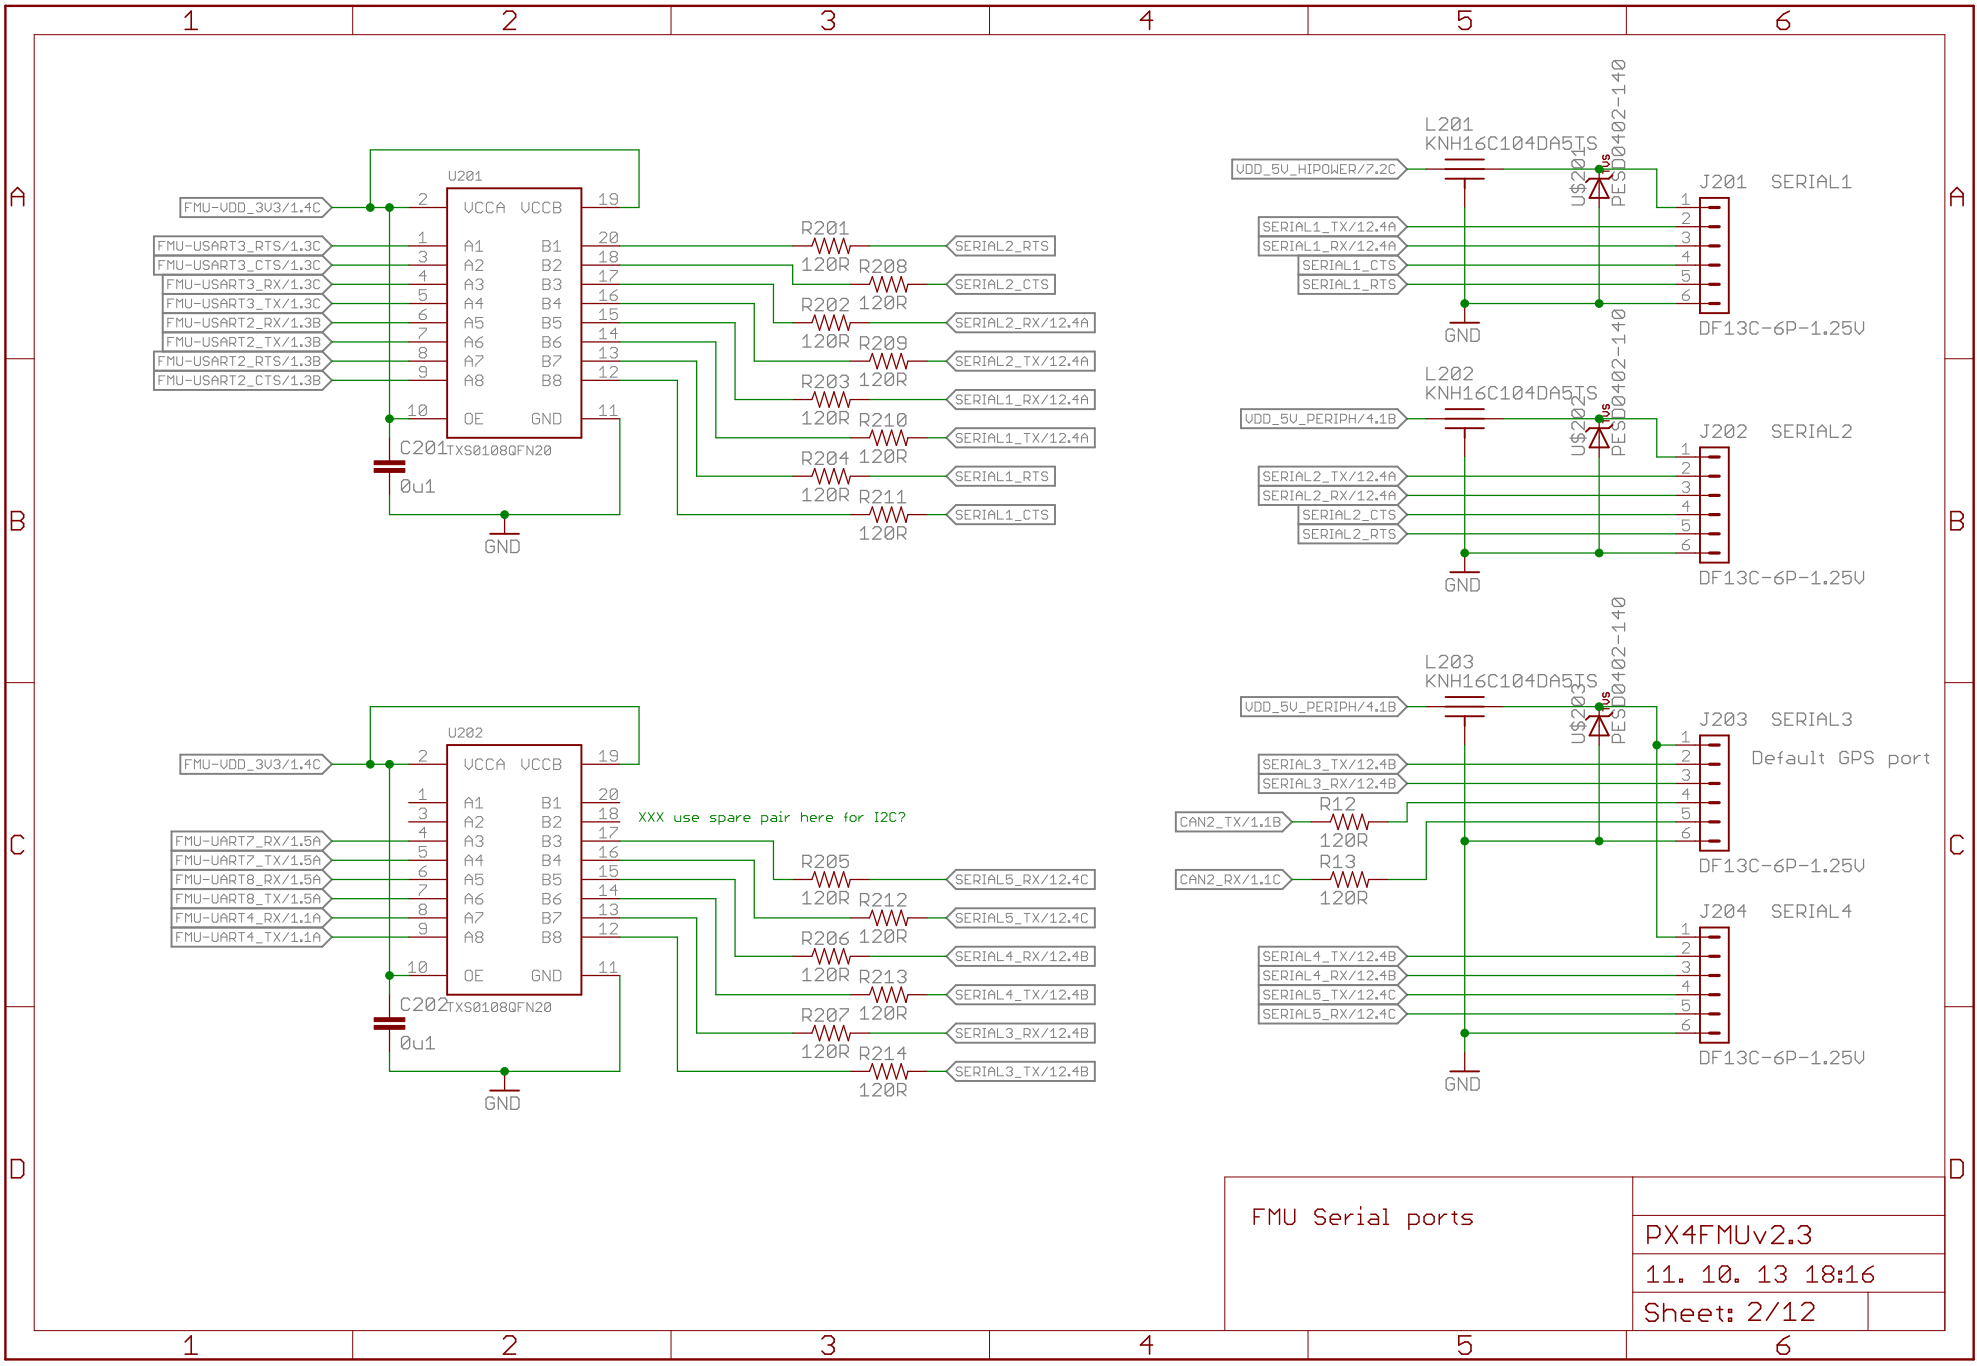 1 2 3 4 5 6
A
B
C
D
A
B
C
D
U201
FMU-VDD_3V3/1.4C
2 VCCA VCCB 19
FMU-USART3_RTS/1.3C 1 A1 B1 20
FMU-USART3_CTS/1.3C 3 A2 B2 18
FMU-USART3_RX/1.3C 4 A3 B3 17
FMU-USART3_TX/1.3C 5 A4 B4 16
FMU-USART2_RX/1.3B 6 A5 B5 15
FMU-USART2_TX/1.3B 7 A6 B6 14
FMU-USART2_RTS/1.3B 8 A7 B7 13
FMU-USART2_CTS/1.3B 9 A8 B8 12
10 OE GND 11
C201
TXS0108QFN20
0u1
GND
R201
120R
SERIAL2_RTS
R208
120R
SERIAL2_CTS
R202
120R
SERIAL2_RX/12.4A
R209
120R
SERIAL2_TX/12.4A
R203
120R
SERIAL1_RX/12.4A
R210
120R
SERIAL1_TX/12.4A
R204
120R
SERIAL1_RTS
R211
120R
SERIAL1_CTS
L201
KNH16C104DA5TS
VDD_5V_HIPOWER/7.2C
U$201
TVS
PESD0402-140
J201 SERIAL1
1
SERIAL1_TX/12.4A 2
SERIAL1_RX/12.4A 3
SERIAL1_CTS 4
SERIAL1_RTS 5
6
GND
DF13C-6P-1.25V
L202
KNH16C104DA5TS
VDD_5V_PERIPH/4.1B
U$202
TVS
PESD0402-140
J202 SERIAL2
1
SERIAL2_TX/12.4A 2
SERIAL2_RX/12.4A 3
SERIAL2_CTS 4
SERIAL2_RTS 5
6
GND
DF13C-6P-1.25V
U202
FMU-VDD_3V3/1.4C
2 VCCA VCCB 19
1 A1 B1 20
3 A2 B2 18
XXX use spare pair here for I2C?
FMU-UART7_RX/1.5A 4 A3 B3 17
FMU-UART7_TX/1.5A 5 A4 B4 16
FMU-UART8_RX/1.5A 6 A5 B5 15
FMU-UART8_TX/1.5A 7 A6 B6 14
FMU-UART4_RX/1.1A 8 A7 B7 13
FMU-UART4_TX/1.1A 9 A8 B8 12
10 OE GND 11
C202
TXS0108QFN20
0u1
GND
R205
120R
SERIAL5_RX/12.4C
R212
120R
SERIAL5_TX/12.4C
R206
120R
SERIAL4_RX/12.4B
R213
120R
SERIAL4_TX/12.4B
R207
120R
SERIAL3_RX/12.4B
R214
120R
SERIAL3_TX/12.4B
L203
KNH16C104DA5TS
VDD_5V_PERIPH/4.1B
U$203
TVS
PESD0402-140
J203 SERIAL3
Default GPS port
1
SERIAL3_TX/12.4B 2
SERIAL3_RX/12.4B 3
4
5
6
R12
CAN2_TX/1.1B
120R
R13
CAN2_RX/1.1C
120R
DF13C-6P-1.25V
J204 SERIAL4
1
SERIAL4_TX/12.4B 2
SERIAL4_RX/12.4B 3
SERIAL5_TX/12.4C 4
SERIAL5_RX/12.4C 5
6
GND
DF13C-6P-1.25V
FMU Serial ports
PX4FMUv2.3
11. 10. 13 18:16
Sheet: 2/12
1 2 3 4 5 6